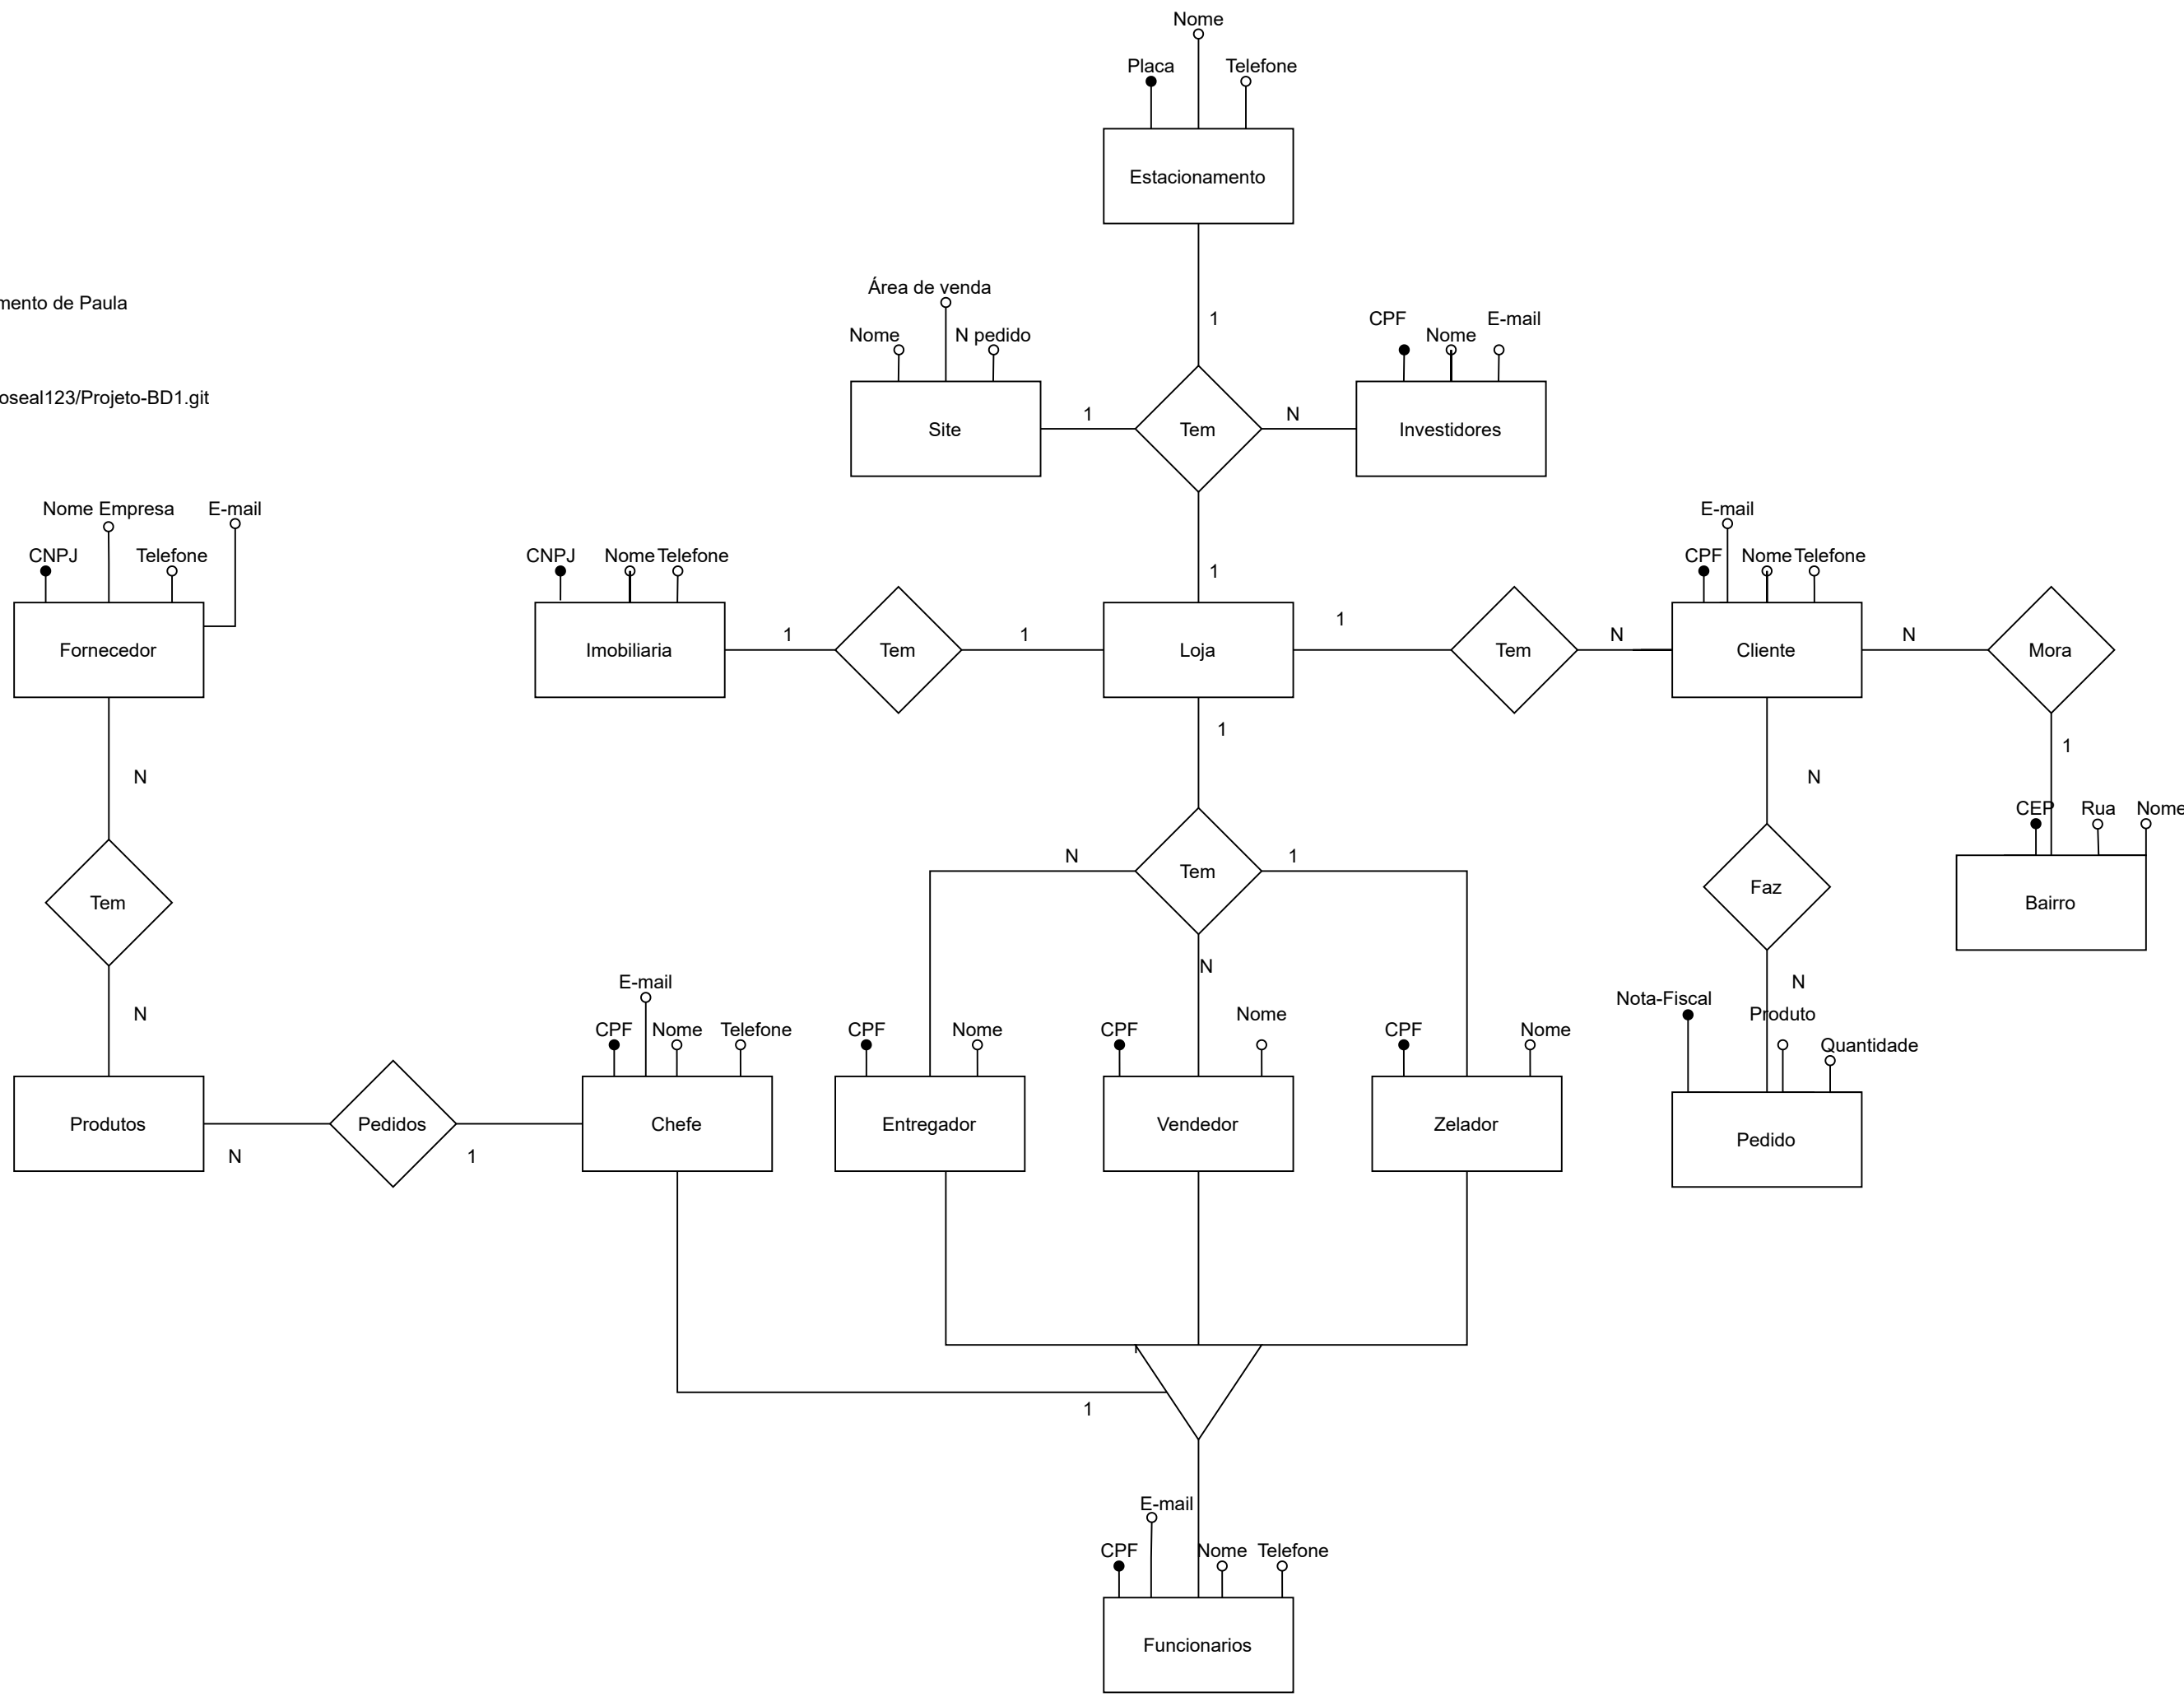 Nome
Placa
Telefone
Estacionamento
1
Área de venda
Nome
N pedido
Site
1
Tem
N
CPF
Nome
E-mail
Investidores
1
mento de Paula
oseal123/Projeto-BD1.git
Nome Empresa
E-mail
CNPJ
Telefone
Fornecedor
N
Tem
N
Produtos
N
Pedidos
1
CNPJ
Nome
Telefone
Imobiliaria
1
Tem
1
Loja
1
Tem
N
E-mail
CPF
Nome
Telefone
Cliente
N
Mora
1
CEP
Rua
Nome
Bairro
N
Faz
N
Nota-Fiscal
Produto
Quantidade
Pedido
1
N
Tem
1
N
E-mail
CPF
Nome
Telefone
Chefe
CPF
Nome
Entregador
CPF
Nome
Vendedor
CPF
Nome
Zelador
1
E-mail
CPF
Nome
Telefone
Funcionarios